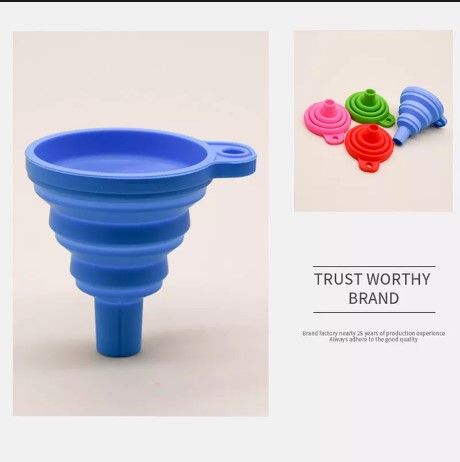 TRUST WORTHY
BRAND
Brand factory nearly 25 years of production experience
Always adhere to the good quality